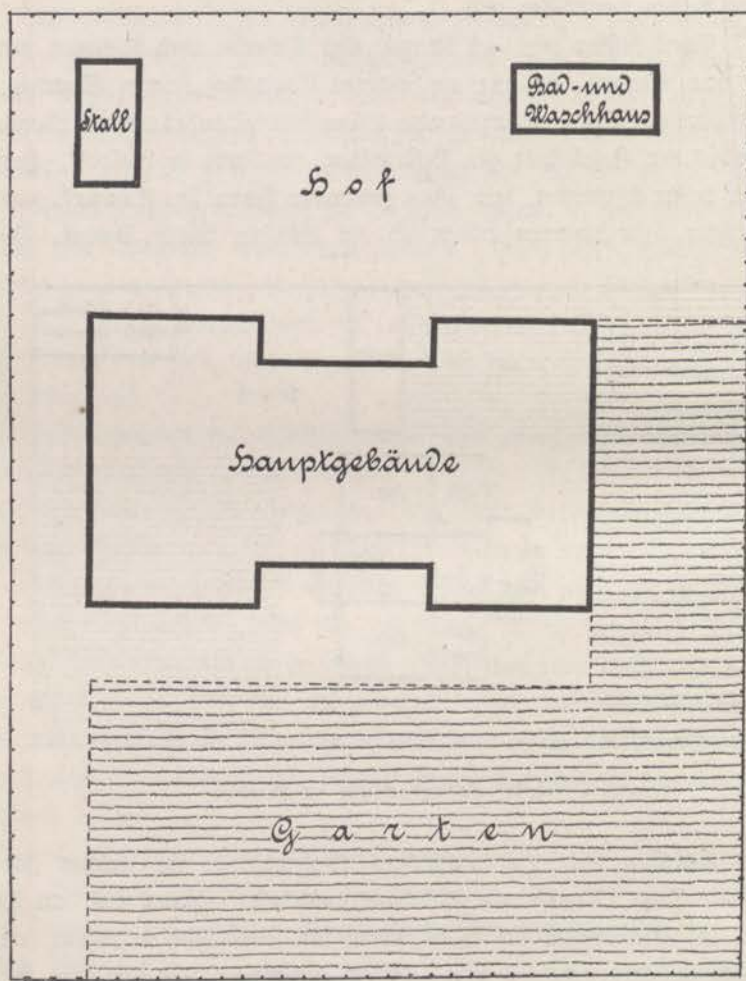 Stall
Bad- und
Waschhaus
Hof
Hauptgebäude
Garten